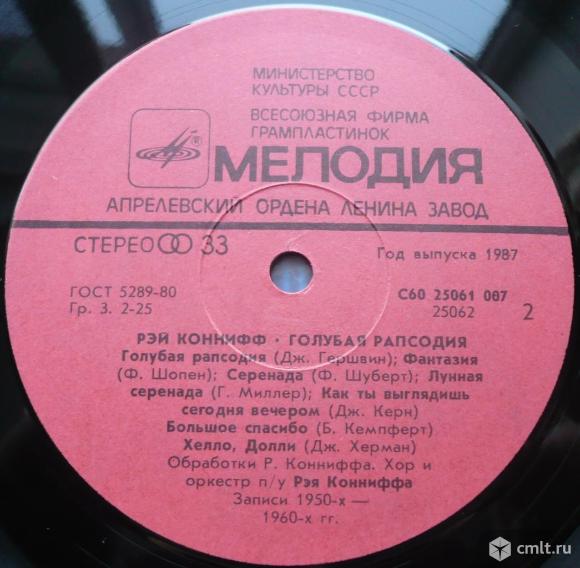 МИНИСТЕРСТВО
КУЛЬТУРЫ СССР
ВСЕСОЮЗНАЯ ФИРМА
ГРАМПЛАСТИНОК
МЕЛОДИЯ
АПРЕЛЕВСКИЙ ОРДЕНА ЛЕНИНА ЗАВОД
СТЕРЕО 33
Год выпуска 1987
ГОСТ 5289-80
Гр. 3. 2-25
С60 25061 007
25062
2
РЭЙ КОННИФФ · ГОЛУБАЯ РАПСОДИЯ
Голубая рапсодия (Дж. Гершвин); Фантазия
(Ф. Шопен); Серенада (Ф. Шуберт); Лунная
серенада (Г. Миллер); Как ты выглядишь
сегодня вечером (Дж. Керн)
Большое спасибо (Б. Кемпферт)
Хелло, Долли (Дж. Херман)
Обработки Р. Конниффа. Хор и
оркестр п/у Рэя Конниффа
Записи 1950-х —
1960-х гг.
cmlt.ru